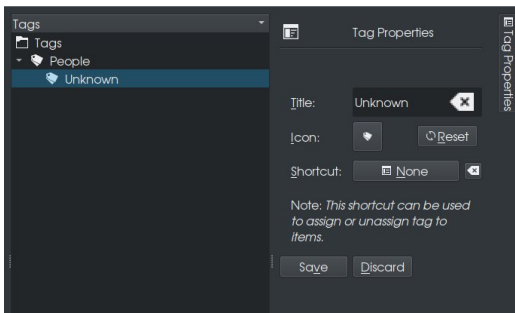 Tags
Tags
People
Unknown
Tag Properties
Title:
Unknown
Icon:
Reset
Shortcut:
None
Note: This shortcut can be used
to assign or unassign tag to
items.
Save
Discard
Tag Properties